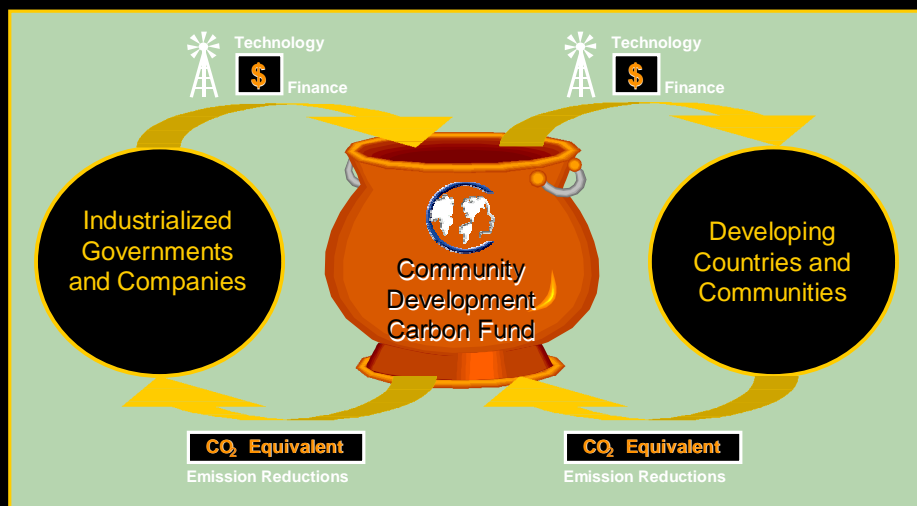 Technology
$
Finance
Technology
$
Finance
Industrialized
Governments
and Companies
Community
Development
Carbon Fund
Developing
Countries and
Communities
CO₂ Equivalent
Emission Reductions
CO₂ Equivalent
Emission Reductions